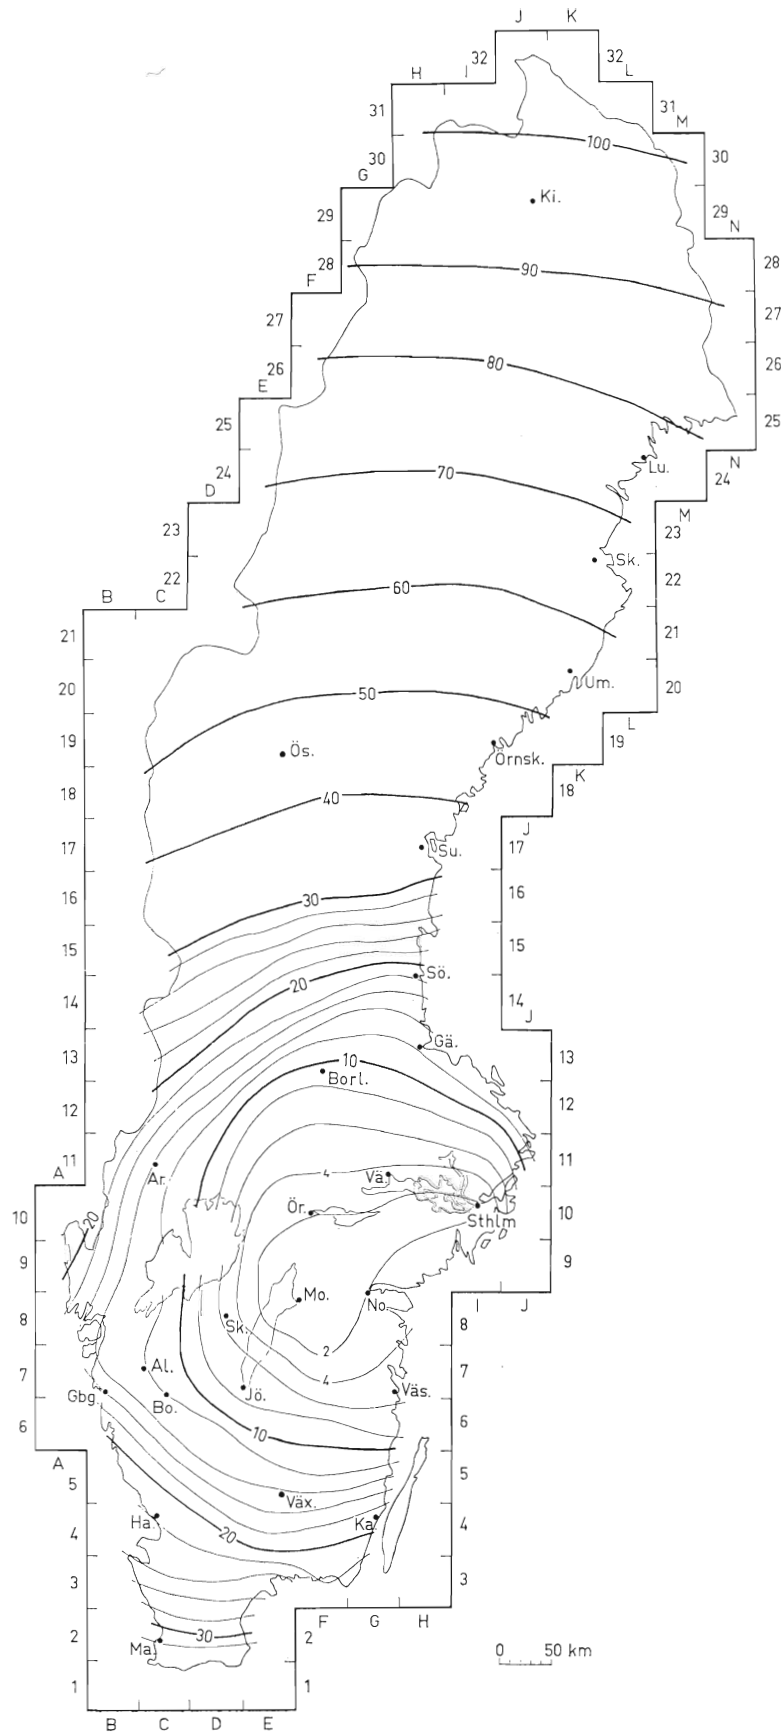 J K
32 32
H I L
31 31
M
100
30 30
G
Ki.
29 29
N
28 28
90
F
27 27
80
26 26
E
25 25
Lu.
70
N
24 24
D
M
23 23
Sk.
22 22
B C
60
21 21
Um.
20 20
50
L
19 Ös. Örnsk. 19
K
18 40 18
J
17 Su. 17
16 30 16
15 15
20 Sö.
14 14
J
13 Gä. 13
10
Borl.
12 12
11 Ar. 4 Vä. 11
A
10 20 Ör. Sthlm 10
9 9
Mo. No. I J
8 Sk. 8
2
7 Al. 4 7
Gbg. Bo. Jö. Väs.
6 10 6
A
5 Väx. 5
Ha. Ka.
4 20 4
3 3
F G H
2 30 2
Ma.
0 50 km
1 1
B C D E